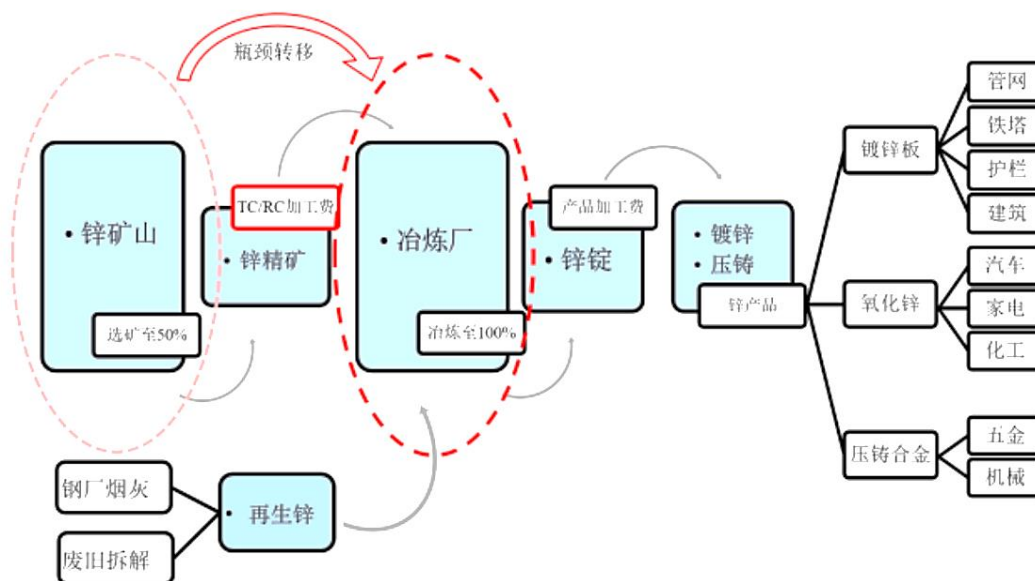 瓶颈转移
• 锌矿山
选矿至50%
TC/RC加工费
• 锌精矿
• 冶炼厂
冶炼至100%
产品加工费
• 锌锭
• 镀锌
• 压铸
锌产品
镀锌板
管网
铁塔
护栏
建筑
氧化锌
汽车
家电
化工
压铸合金
五金
机械
钢厂烟灰
废旧拆解
• 再生锌